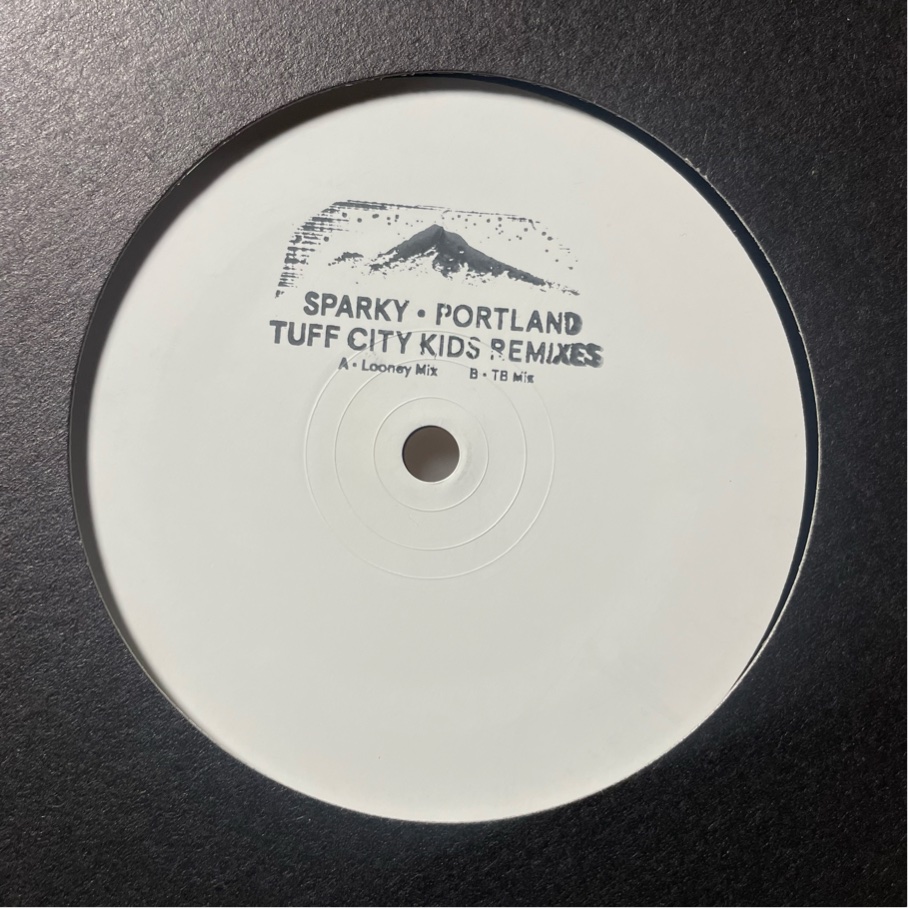 SPARKY • PORTLAND
TUFF CITY KIDS REMIXES
A • Looney Mix B • TB Mix